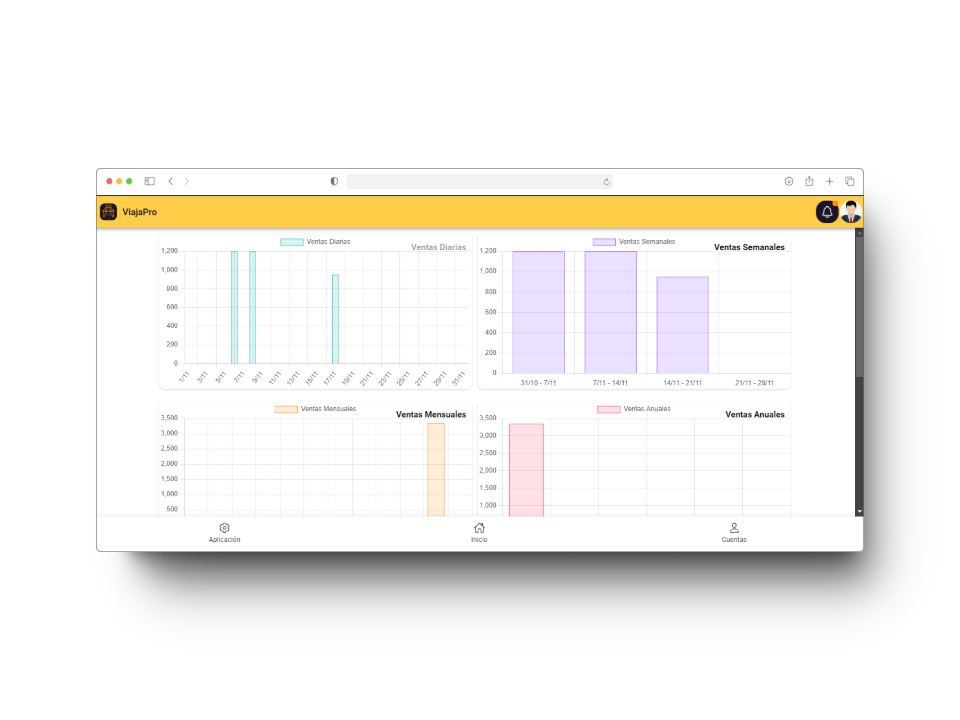 ViajaPro
Ventas Diarias
Ventas Diarias
1,200
1,000
800
600
400
200
0
1/11 3/11 5/11 7/11 9/11 11/11 13/11 15/11 17/11 19/11 21/11 23/11 25/11 27/11 29/11 31/11
Ventas Semanales
Ventas Semanales
1,200
1,000
800
600
400
200
0
31/10 - 7/11 7/11 - 14/11 14/11 - 21/11 21/11 - 28/11
Ventas Mensuales
Ventas Mensuales
3,500
3,000
2,500
2,000
1,500
1,000
500
Ventas Anuales
Ventas Anuales
3,500
3,000
2,500
2,000
1,500
1,000
Aplicación Inicio Cuentas